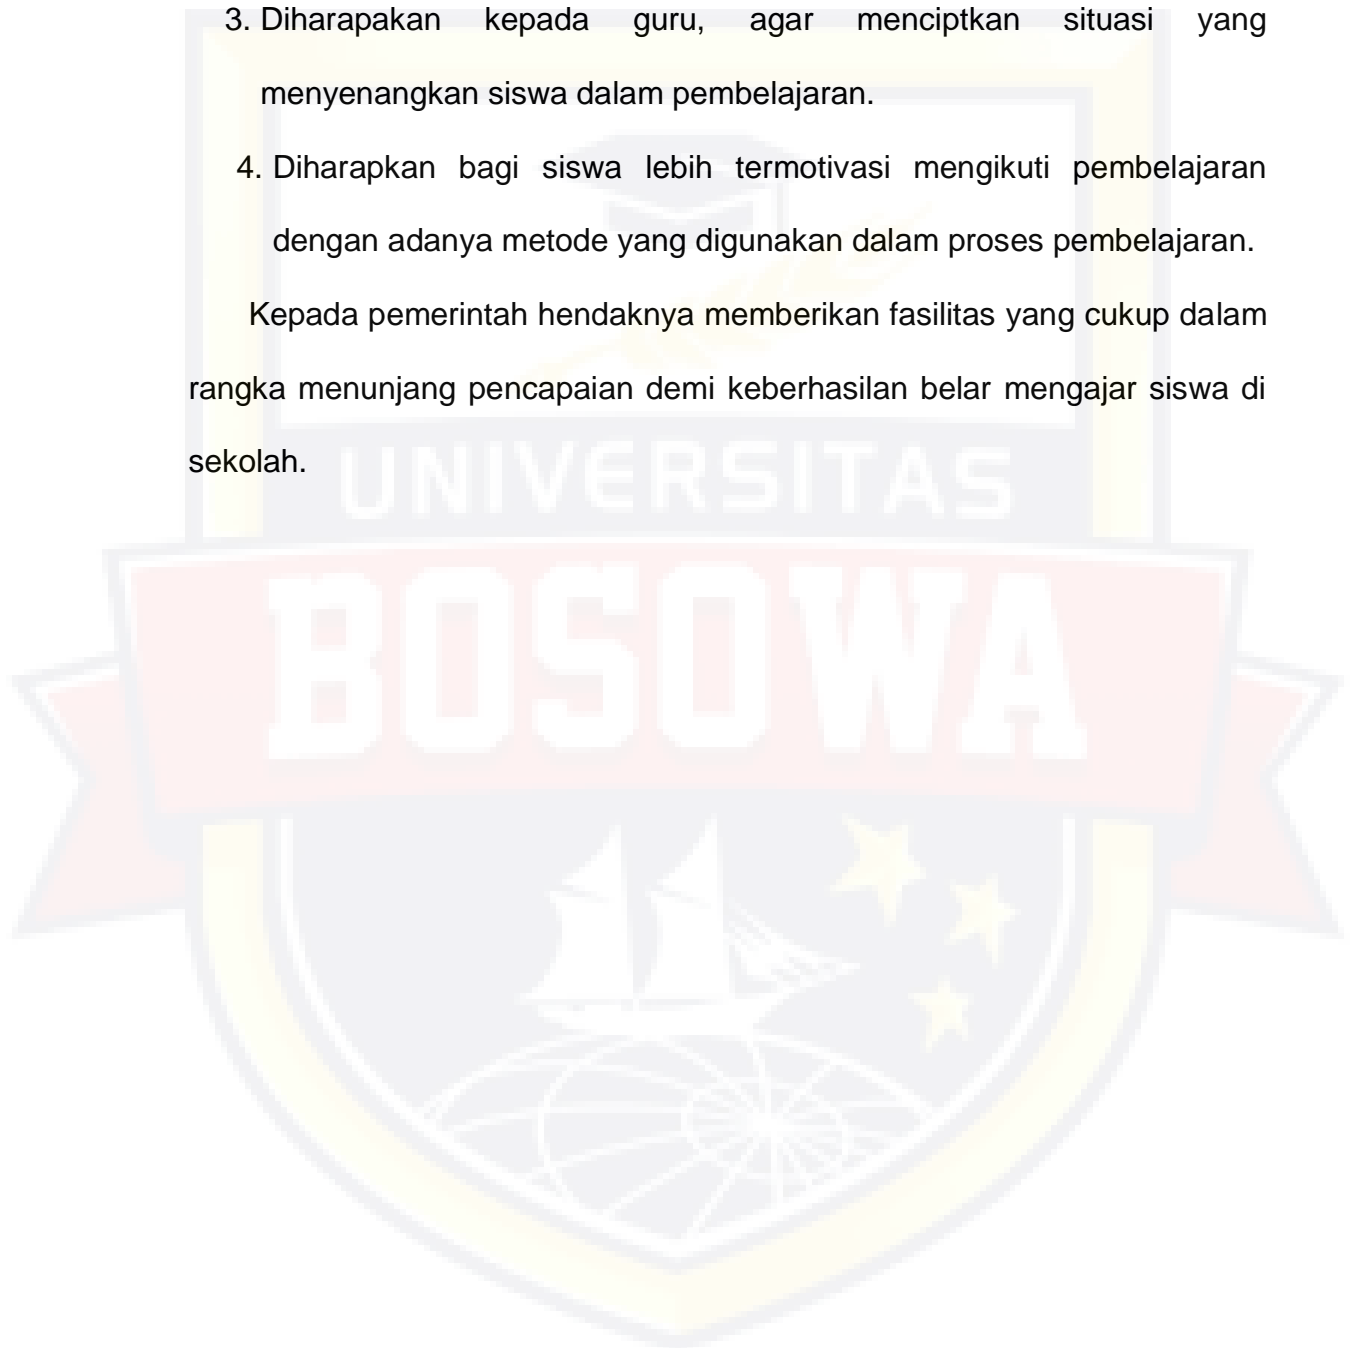 3. Diharapakan kepada guru, agar menciptkan situasi yang
menyenangkan siswa dalam pembelajaran.
4. Diharapkan bagi siswa lebih termotivasi mengikuti pembelajaran
dengan adanya metode yang digunakan dalam proses pembelajaran.
Kepada pemerintah hendaknya memberikan fasilitas yang cukup dalam
rangka menunjang pencapaian demi keberhasilan belar mengajar siswa di
sekolah.
UNIVERSITAS
BOSOWA